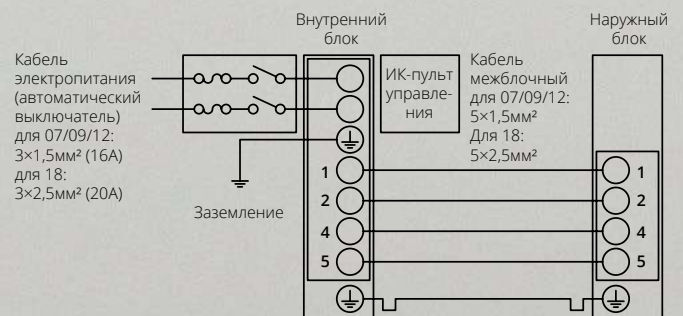 Внутренний
блок
Наружный
блок
Кабель
электропитания
(автоматический
выключатель)
для 07/09/12:
3×1,5мм² (16А)
для 18:
3×2,5мм² (20А)
ИК-пульт
управле-
ния
Кабель
межблочный
для 07/09/12:
5×1,5мм²
Для 18:
5×2,5мм²
Заземление
1
2
4
5
1
2
4
5